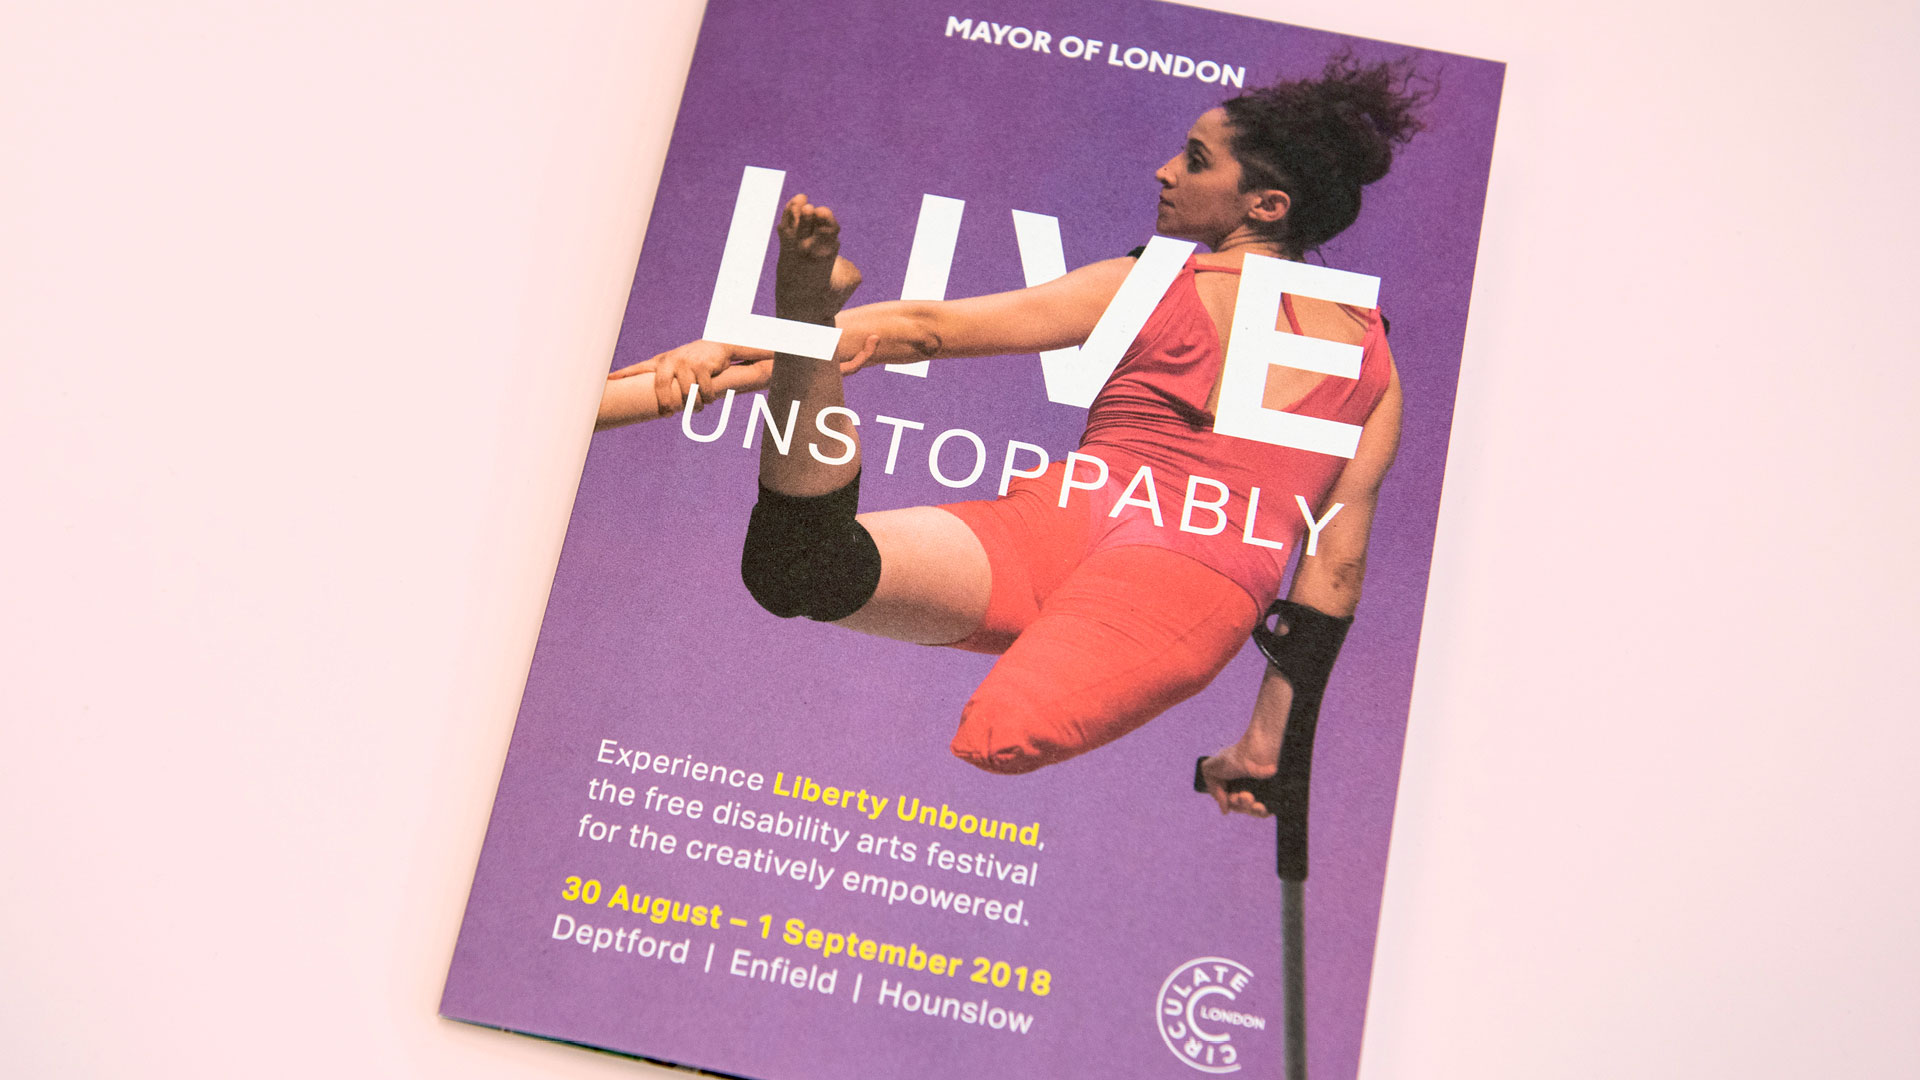 MAYOR OF LONDON
LIVE
UNSTOPPABLY
Experience Liberty Unbound,
the free disability arts festival
for the creatively empowered.
30 August – 1 September 2018
Deptford | Enfield | Hounslow
CIRCULATE
LONDON